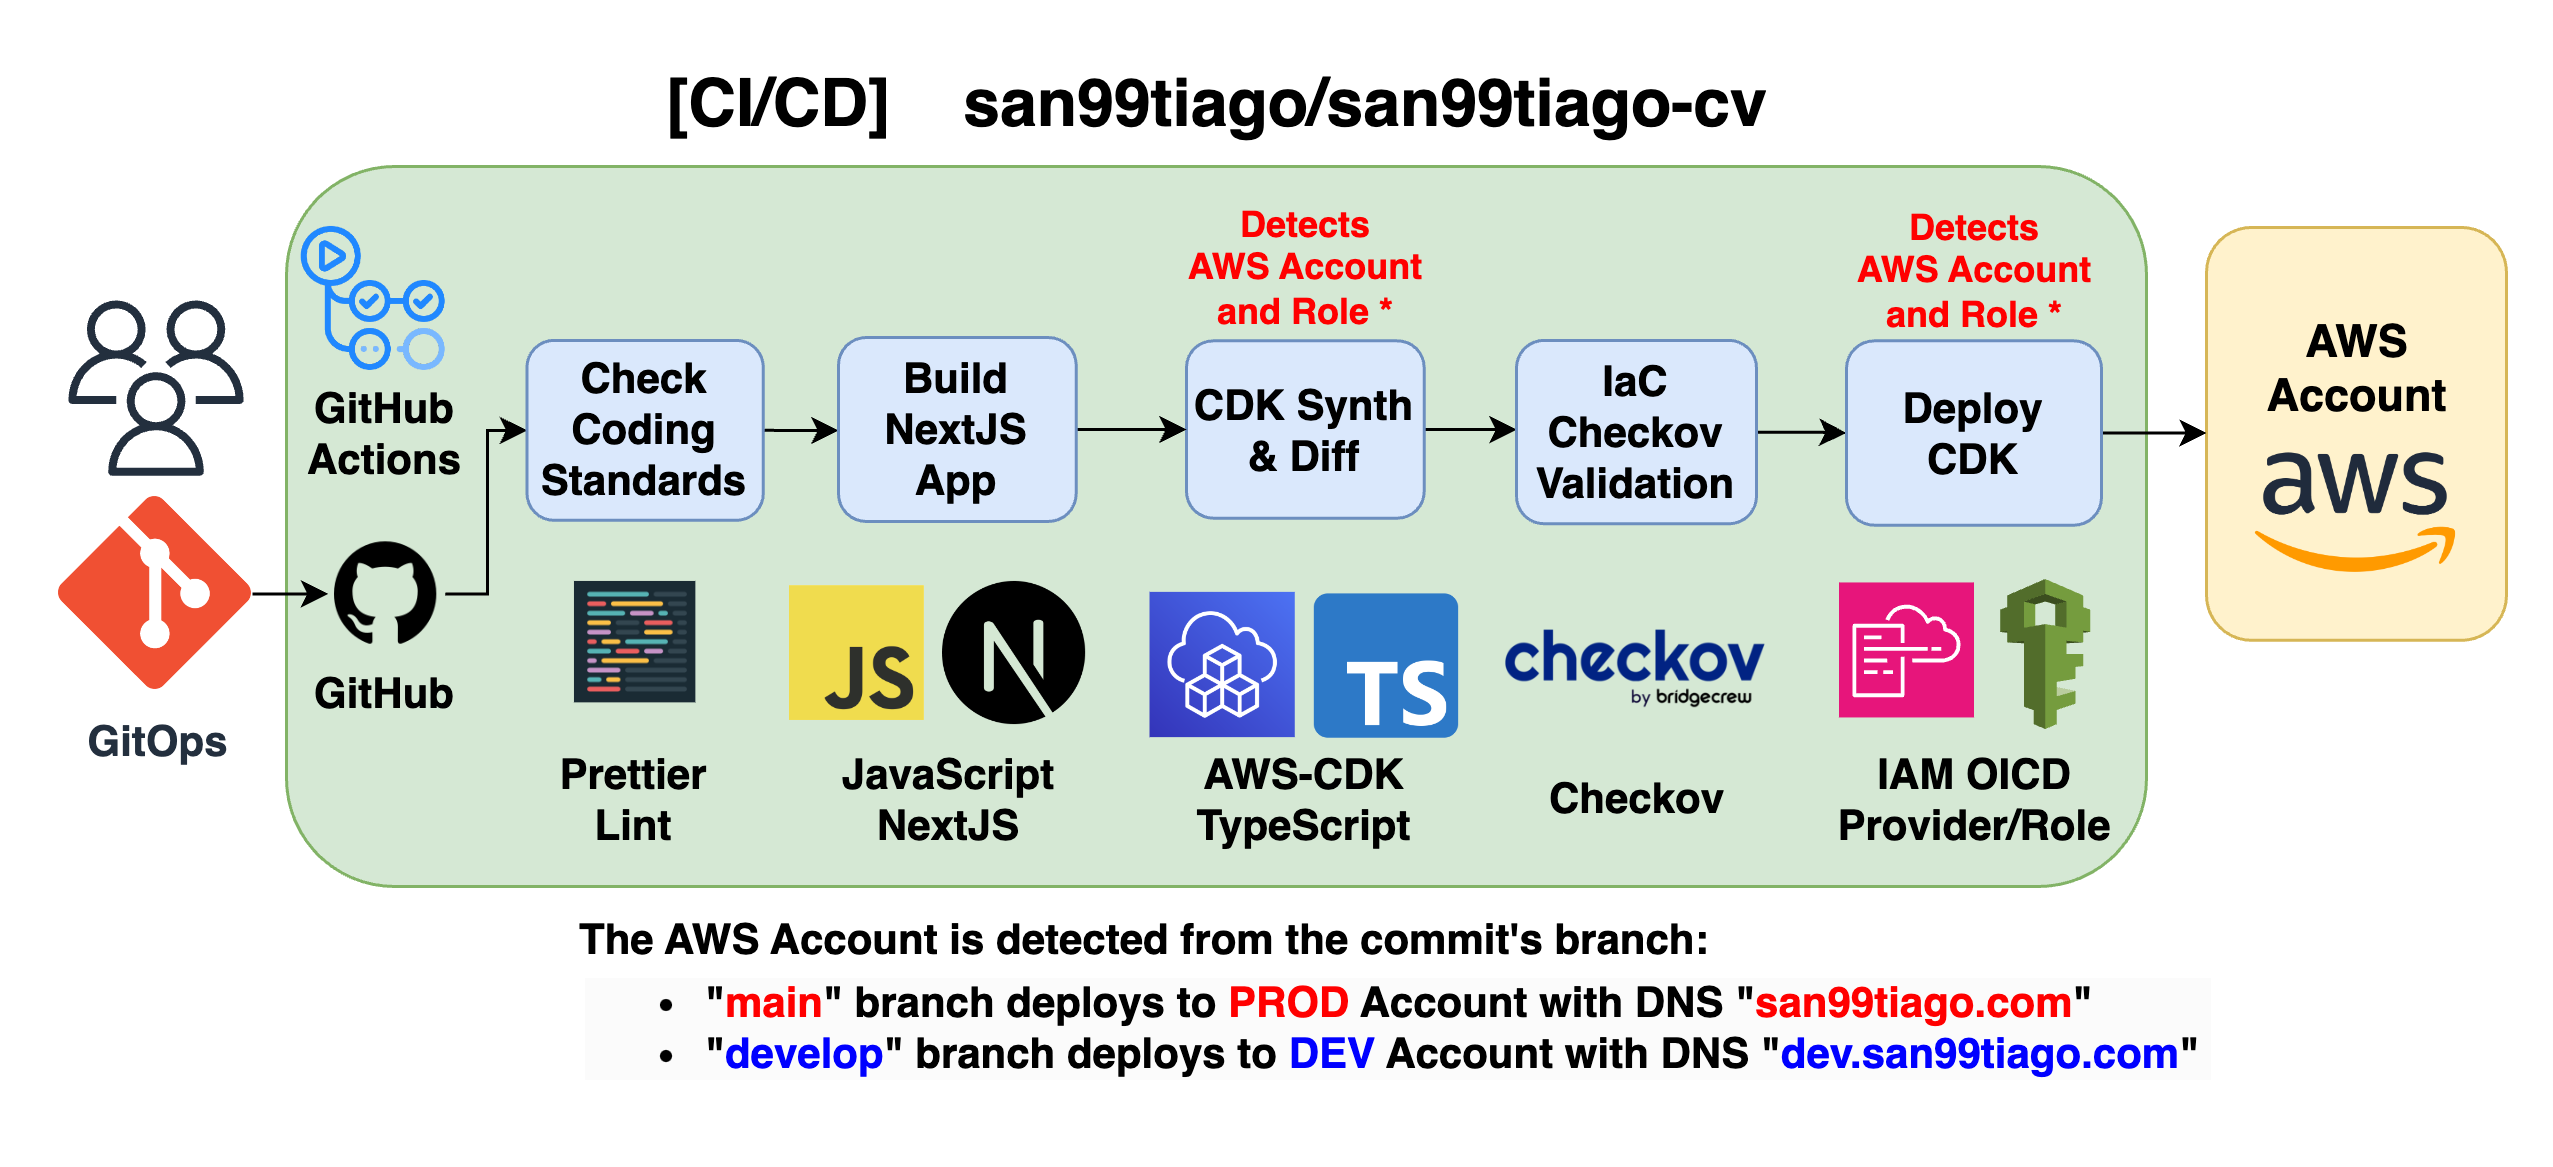 [CI/CD] san99tiago/san99tiago-cv
GitHub
Actions
GitHub
GitOps
Check
Coding
Standards
Build
NextJS
App
Detects
AWS Account
and Role *
CDK Synth
& Diff
IaC
Checkov
Validation
Detects
AWS Account
and Role *
Deploy
CDK
AWS
Account
aws
Prettier
Lint
JS
N
JavaScript
NextJS
TS
AWS-CDK
TypeScript
checkov
by bridgecrew
Checkov
IAM OICD
Provider/Role
The AWS Account is detected from the commit's branch:
• "main" branch deploys to PROD Account with DNS "san99tiago.com"
• "develop" branch deploys to DEV Account with DNS "dev.san99tiago.com"